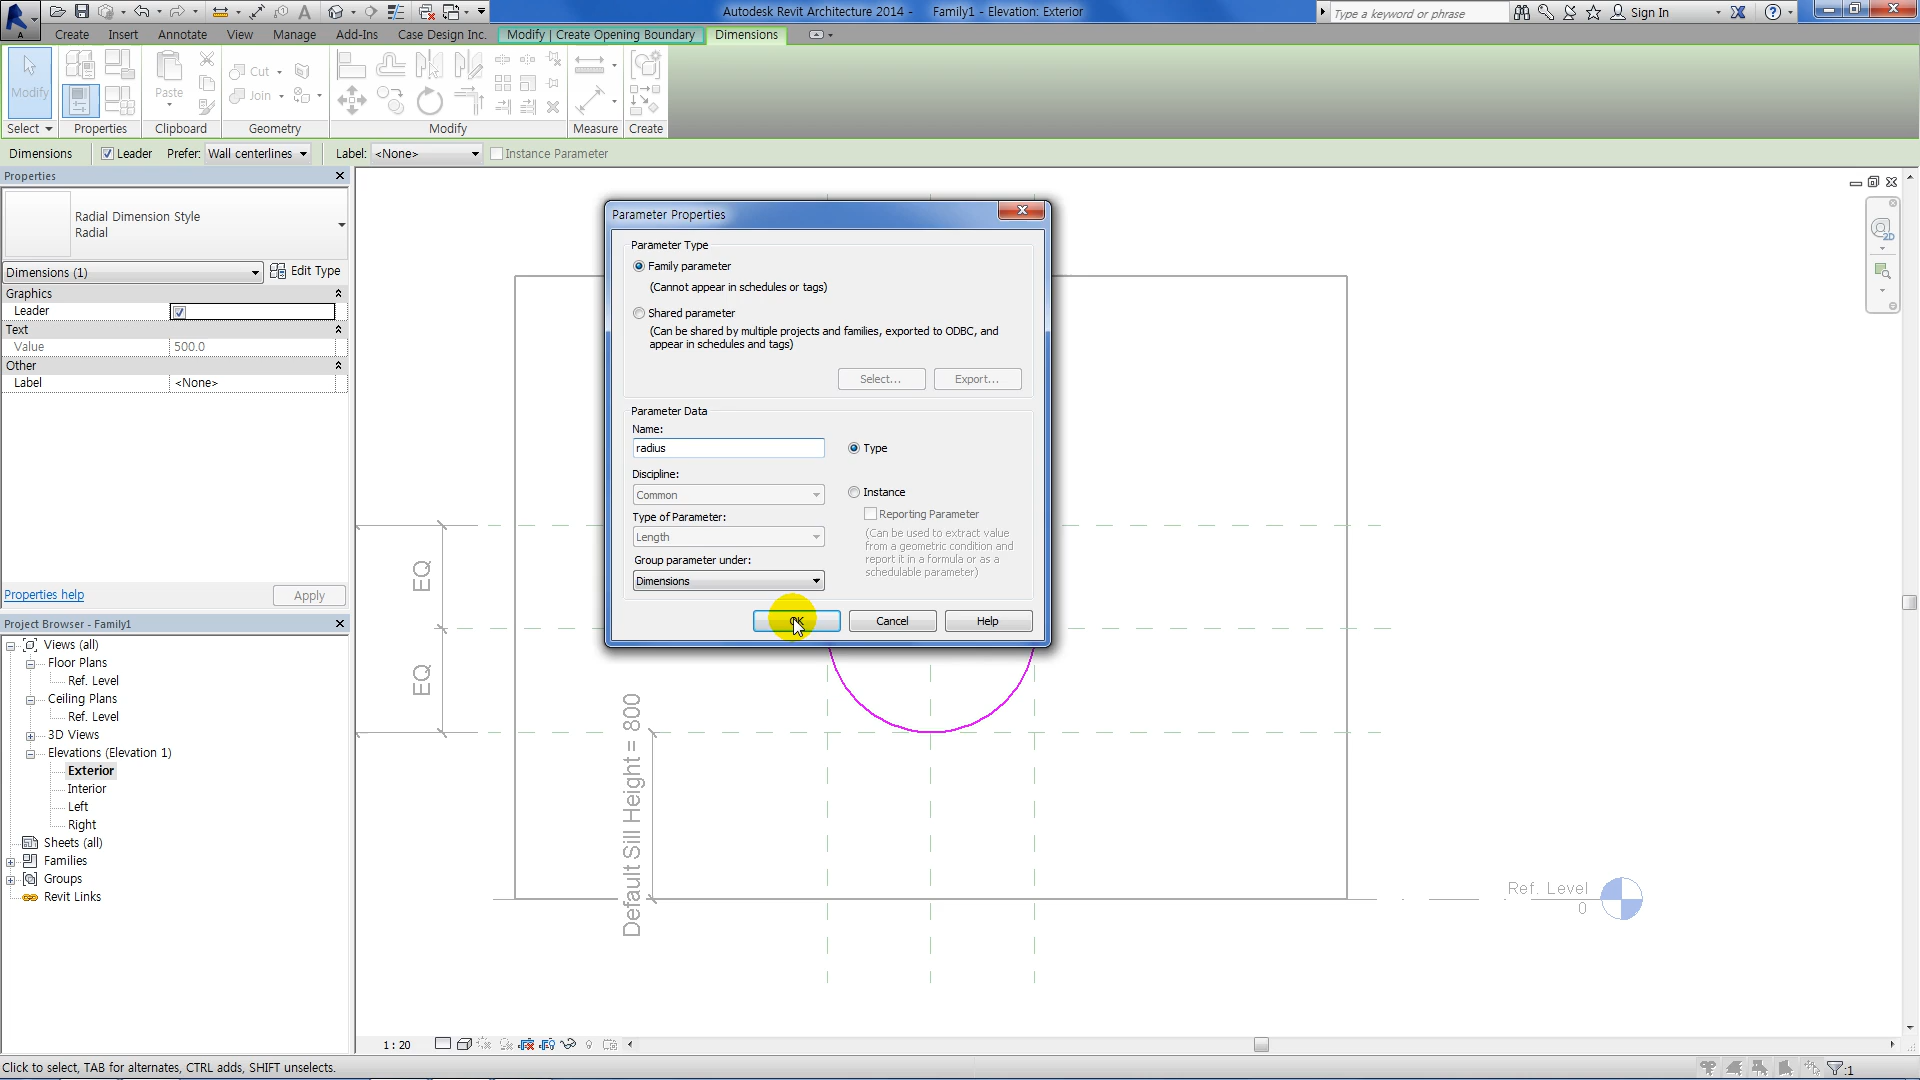 Autodesk Revit Architecture 2014 - Family1 - Elevation: Exterior
Type a keyword or phrase
Sign In
Create Insert Annotate View Manage Add-Ins Case Design Inc. Modify | Create Opening Boundary Dimensions
Modify
Paste
Cut
Join
Select Properties Clipboard Geometry Modify Measure Create
Dimensions Leader Prefer: Wall centerlines Label: <None> Instance Parameter
Properties
Radial Dimension Style
Radial
Dimensions (1) Edit Type
Graphics
Leader
Text
Value 500.0
Other
Label <None>
Properties help Apply
Project Browser - Family1
Views (all)
Floor Plans
Ref. Level
Ceiling Plans
Ref. Level
3D Views
Elevations (Elevation 1)
Exterior
Interior
Left
Right
Sheets (all)
Families
Groups
Revit Links
Parameter Properties
Parameter Type
Family parameter
(Cannot appear in schedules or tags)
Shared parameter
(Can be shared by multiple projects and families, exported to ODBC, and
appear in schedules and tags)
Select... Export...
Parameter Data
Name:
radius
Type
Discipline:
Common
Instance
Reporting Parameter
Type of Parameter:
Length
(Can be used to extract value
from a geometric condition and
report it in a formula or as a
schedulable parameter)
Group parameter under:
Dimensions
OK Cancel Help
EQ
EQ
Default Sill Height = 800
Ref. Level
0
1 : 20
Click to select, TAB for alternates, CTRL adds, SHIFT unselects.
:1